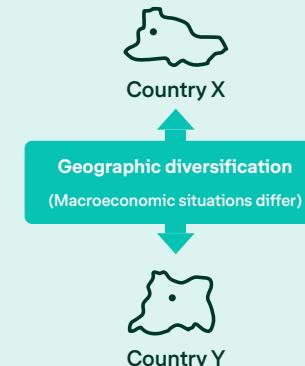 Country X
Geographic diversification
(Macroeconomic situations differ)
Country Y